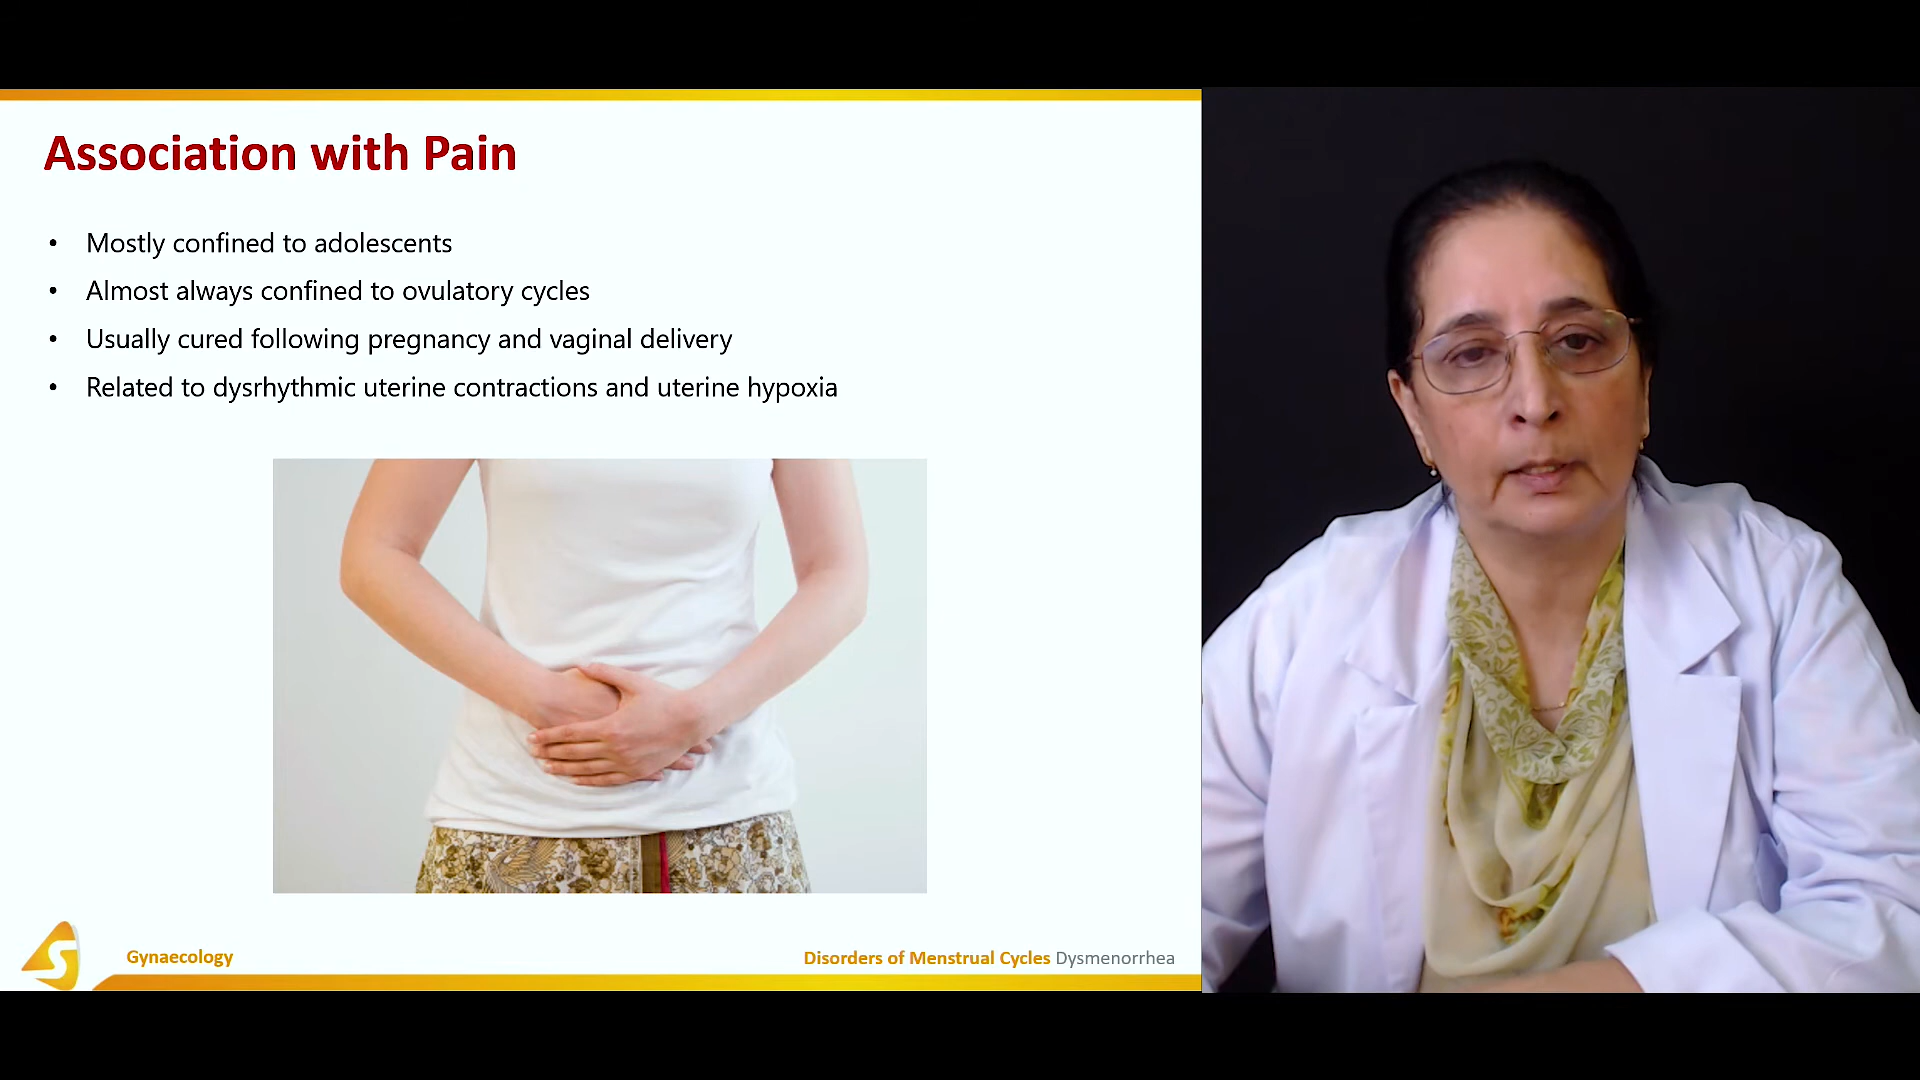 Association with Pain
• Mostly confined to adolescents
• Almost always confined to ovulatory cycles
• Usually cured following pregnancy and vaginal delivery
• Related to dysrhythmic uterine contractions and uterine hypoxia
Gynaecology
Disorders of Menstrual Cycles Dysmenorrhea